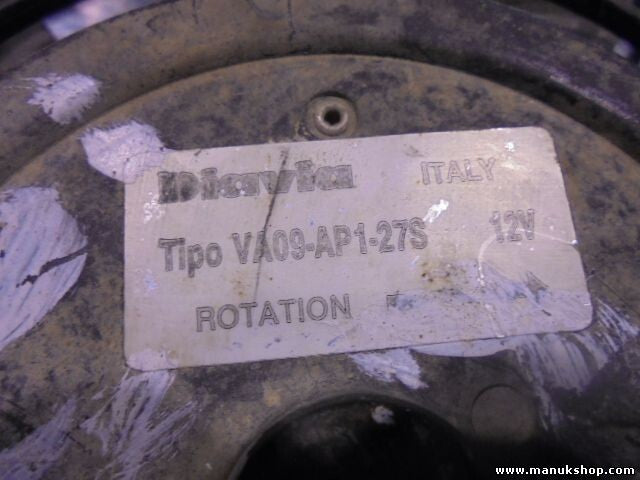 ITALY
Tipo VA09-AP1-27S 12V
ROTATION
www.manukshop.com